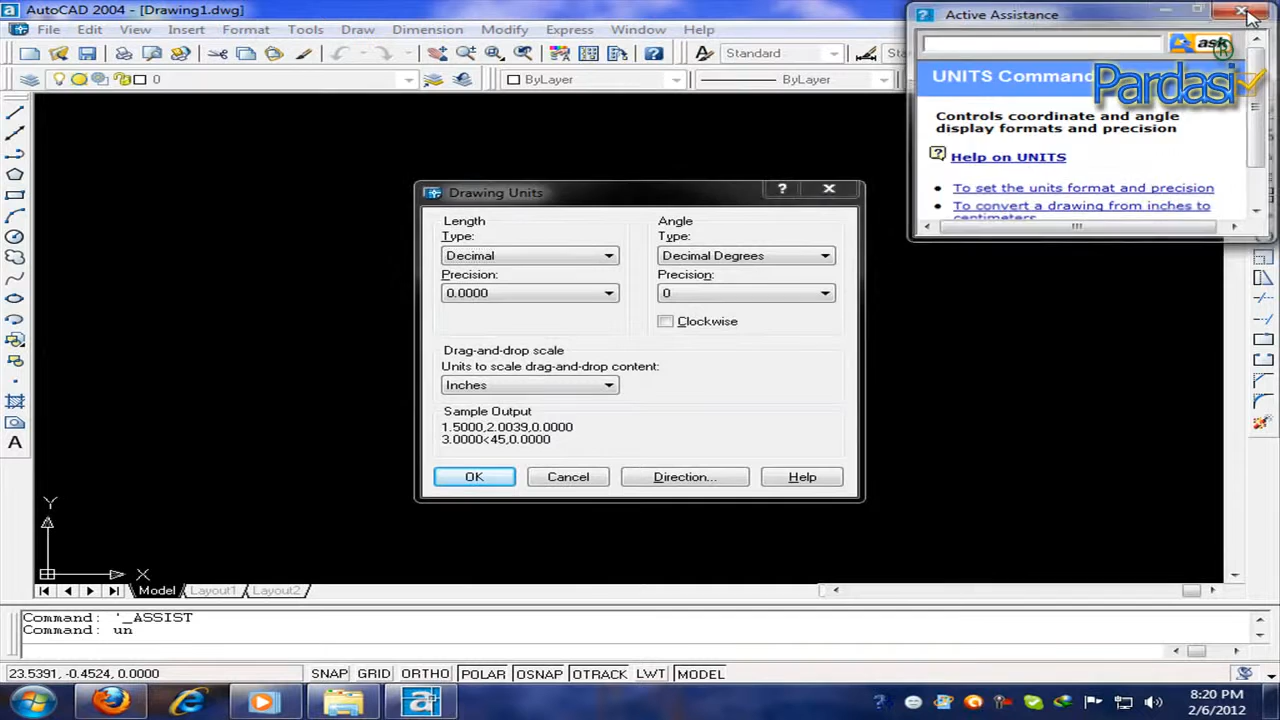 AutoCAD 2004 - [Drawing1.dwg]
File Edit View Insert Format Tools Draw Dimension Modify Express Window Help
Standard
0
ByLayer
ByLayer
Active Assistance
ask
UNITS Command
Pardasi
®
Controls coordinate and angle
display formats and precision
Help on UNITS
To set the units format and precision
To convert a drawing from inches to
centimeters
Drawing Units
Length
Type:
Decimal
Precision:
0.0000
Angle
Type:
Decimal Degrees
Precision:
0
Clockwise
Drag-and-drop scale
Units to scale drag-and-drop content:
Inches
Sample Output
1.5000,2.0039,0.0000
3.0000<45,0.0000
OK Cancel Direction... Help
Y
X
Model Layout1 Layout2
Command: '_ASSIST
Command: un
23.5391, -0.4524, 0.0000 SNAP GRID ORTHO POLAR OSNAP OTRACK LWT MODEL
8:20 PM
2/6/2012